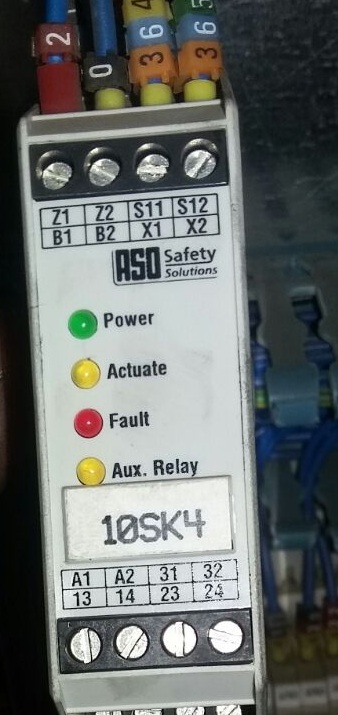 2 0 3 6 4 3 6 5
Z1 Z2 S11 S12
B1 B2 X1 X2
ASO Safety
Solutions
Power
Actuate
Fault
Aux. Relay
10SK4
A1 A2 31 32
13 14 23 24